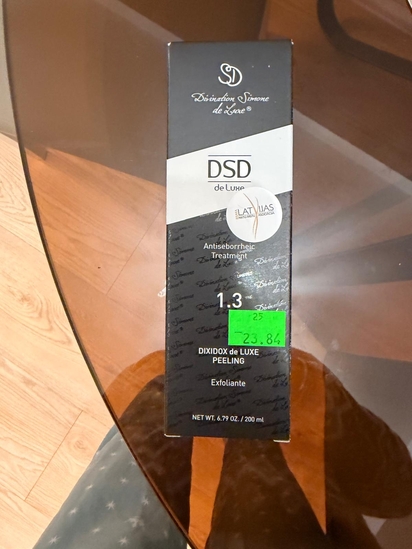 SD
Divination Simone
de Luxe®
DSD
de Luxe
LATVIJAS
Antiseborrheic
Treatment
1.3
25
23.84
DIXIDOX de LUXE
PEELING
Exfoliante
NET WT. 6.79 OZ. / 200 ml